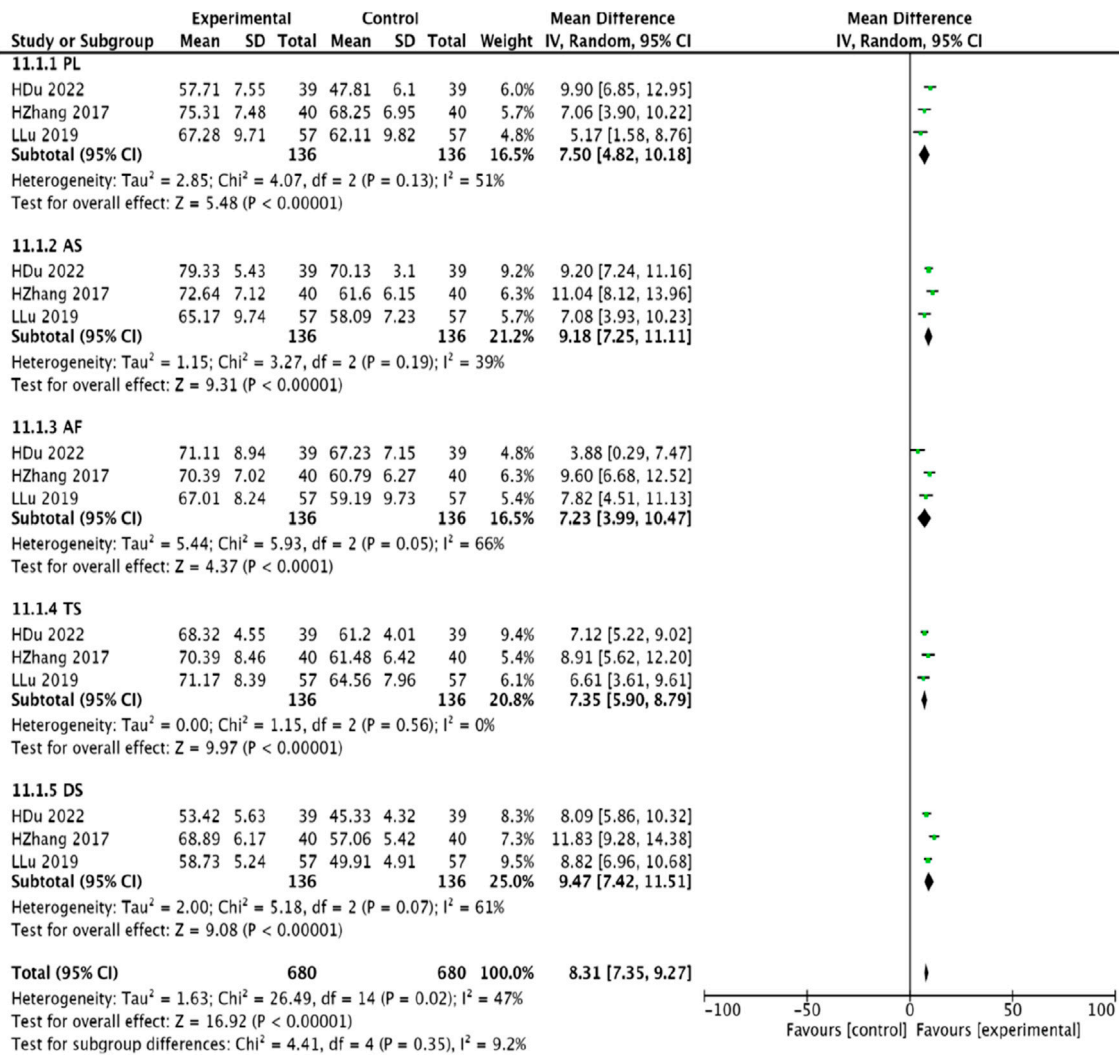 Experimental Control Mean Difference Mean Difference
Study or Subgroup Mean SD Total Mean SD Total Weight IV, Random, 95% CI IV, Random, 95% CI
11.1.1 PL
HDu 2022 57.71 7.55 39 47.81 6.1 39 6.0% 9.90 [6.85, 12.95]
HZhang 2017 75.31 7.48 40 68.25 6.95 40 5.7% 7.06 [3.90, 10.22]
LLu 2019 67.28 9.71 57 62.11 9.82 57 4.8% 5.17 [1.58, 8.76]
Subtotal (95% CI) 136 136 16.5% 7.50 [4.82, 10.18]
Heterogeneity: Tau² = 2.85; Chi² = 4.07, df = 2 (P = 0.13); I² = 51%
Test for overall effect: Z = 5.48 (P < 0.00001)
11.1.2 AS
HDu 2022 79.33 5.43 39 70.13 3.1 39 9.2% 9.20 [7.24, 11.16]
HZhang 2017 72.64 7.12 40 61.6 6.15 40 6.3% 11.04 [8.12, 13.96]
LLu 2019 65.17 9.74 57 58.09 7.23 57 5.7% 7.08 [3.93, 10.23]
Subtotal (95% CI) 136 136 21.2% 9.18 [7.25, 11.11]
Heterogeneity: Tau² = 1.15; Chi² = 3.27, df = 2 (P = 0.19); I² = 39%
Test for overall effect: Z = 9.31 (P < 0.00001)
11.1.3 AF
HDu 2022 71.11 8.94 39 67.23 7.15 39 4.8% 3.88 [0.29, 7.47]
HZhang 2017 70.39 7.02 40 60.79 6.27 40 6.3% 9.60 [6.68, 12.52]
LLu 2019 67.01 8.24 57 59.19 9.73 57 5.4% 7.82 [4.51, 11.13]
Subtotal (95% CI) 136 136 16.5% 7.23 [3.99, 10.47]
Heterogeneity: Tau² = 5.44; Chi² = 5.93, df = 2 (P = 0.05); I² = 66%
Test for overall effect: Z = 4.37 (P < 0.0001)
11.1.4 TS
HDu 2022 68.32 4.55 39 61.2 4.01 39 9.4% 7.12 [5.22, 9.02]
HZhang 2017 70.39 8.46 40 61.48 6.42 40 5.4% 8.91 [5.62, 12.20]
LLu 2019 71.17 8.39 57 64.56 7.96 57 6.1% 6.61 [3.61, 9.61]
Subtotal (95% CI) 136 136 20.8% 7.35 [5.90, 8.79]
Heterogeneity: Tau² = 0.00; Chi² = 1.15, df = 2 (P = 0.56); I² = 0%
Test for overall effect: Z = 9.97 (P < 0.00001)
11.1.5 DS
HDu 2022 53.42 5.63 39 45.33 4.32 39 8.3% 8.09 [5.86, 10.32]
HZhang 2017 68.89 6.17 40 57.06 5.42 40 7.3% 11.83 [9.28, 14.38]
LLu 2019 58.73 5.24 57 49.91 4.91 57 9.5% 8.82 [6.96, 10.68]
Subtotal (95% CI) 136 136 25.0% 9.47 [7.42, 11.51]
Heterogeneity: Tau² = 2.00; Chi² = 5.18, df = 2 (P = 0.07); I² = 61%
Test for overall effect: Z = 9.08 (P < 0.00001)
Total (95% CI) 680 680 100.0% 8.31 [7.35, 9.27]
Heterogeneity: Tau² = 1.63; Chi² = 26.49, df = 14 (P = 0.02); I² = 47%
Test for overall effect: Z = 16.92 (P < 0.00001)
Test for subgroup differences: Chi² = 4.41, df = 4 (P = 0.35), I² = 9.2%
-100 -50 0 50 100
Favours [control] Favours [experimental]